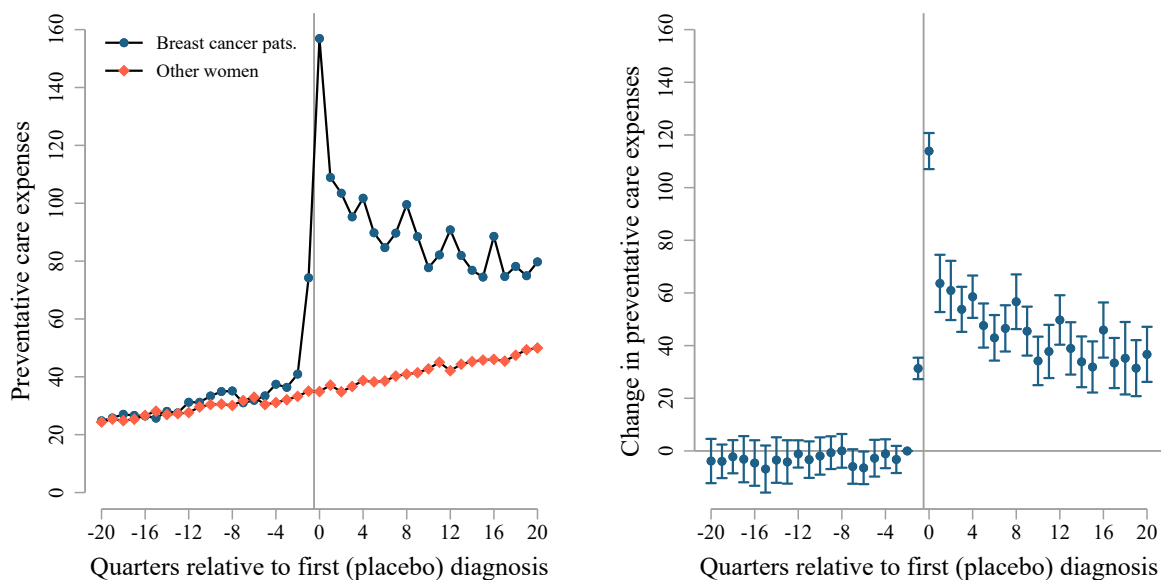 Preventative care expenses
160
140
120
100
80
60
40
20
0
Breast cancer pats.
Other women
-20 -16 -12 -8 -4 0 4 8 12 16 20
Quarters relative to first (placebo) diagnosis
Change in preventative care expenses
160
140
120
100
80
60
40
20
0
-20 -16 -12 -8 -4 0 4 8 12 16 20
Quarters relative to first (placebo) diagnosis